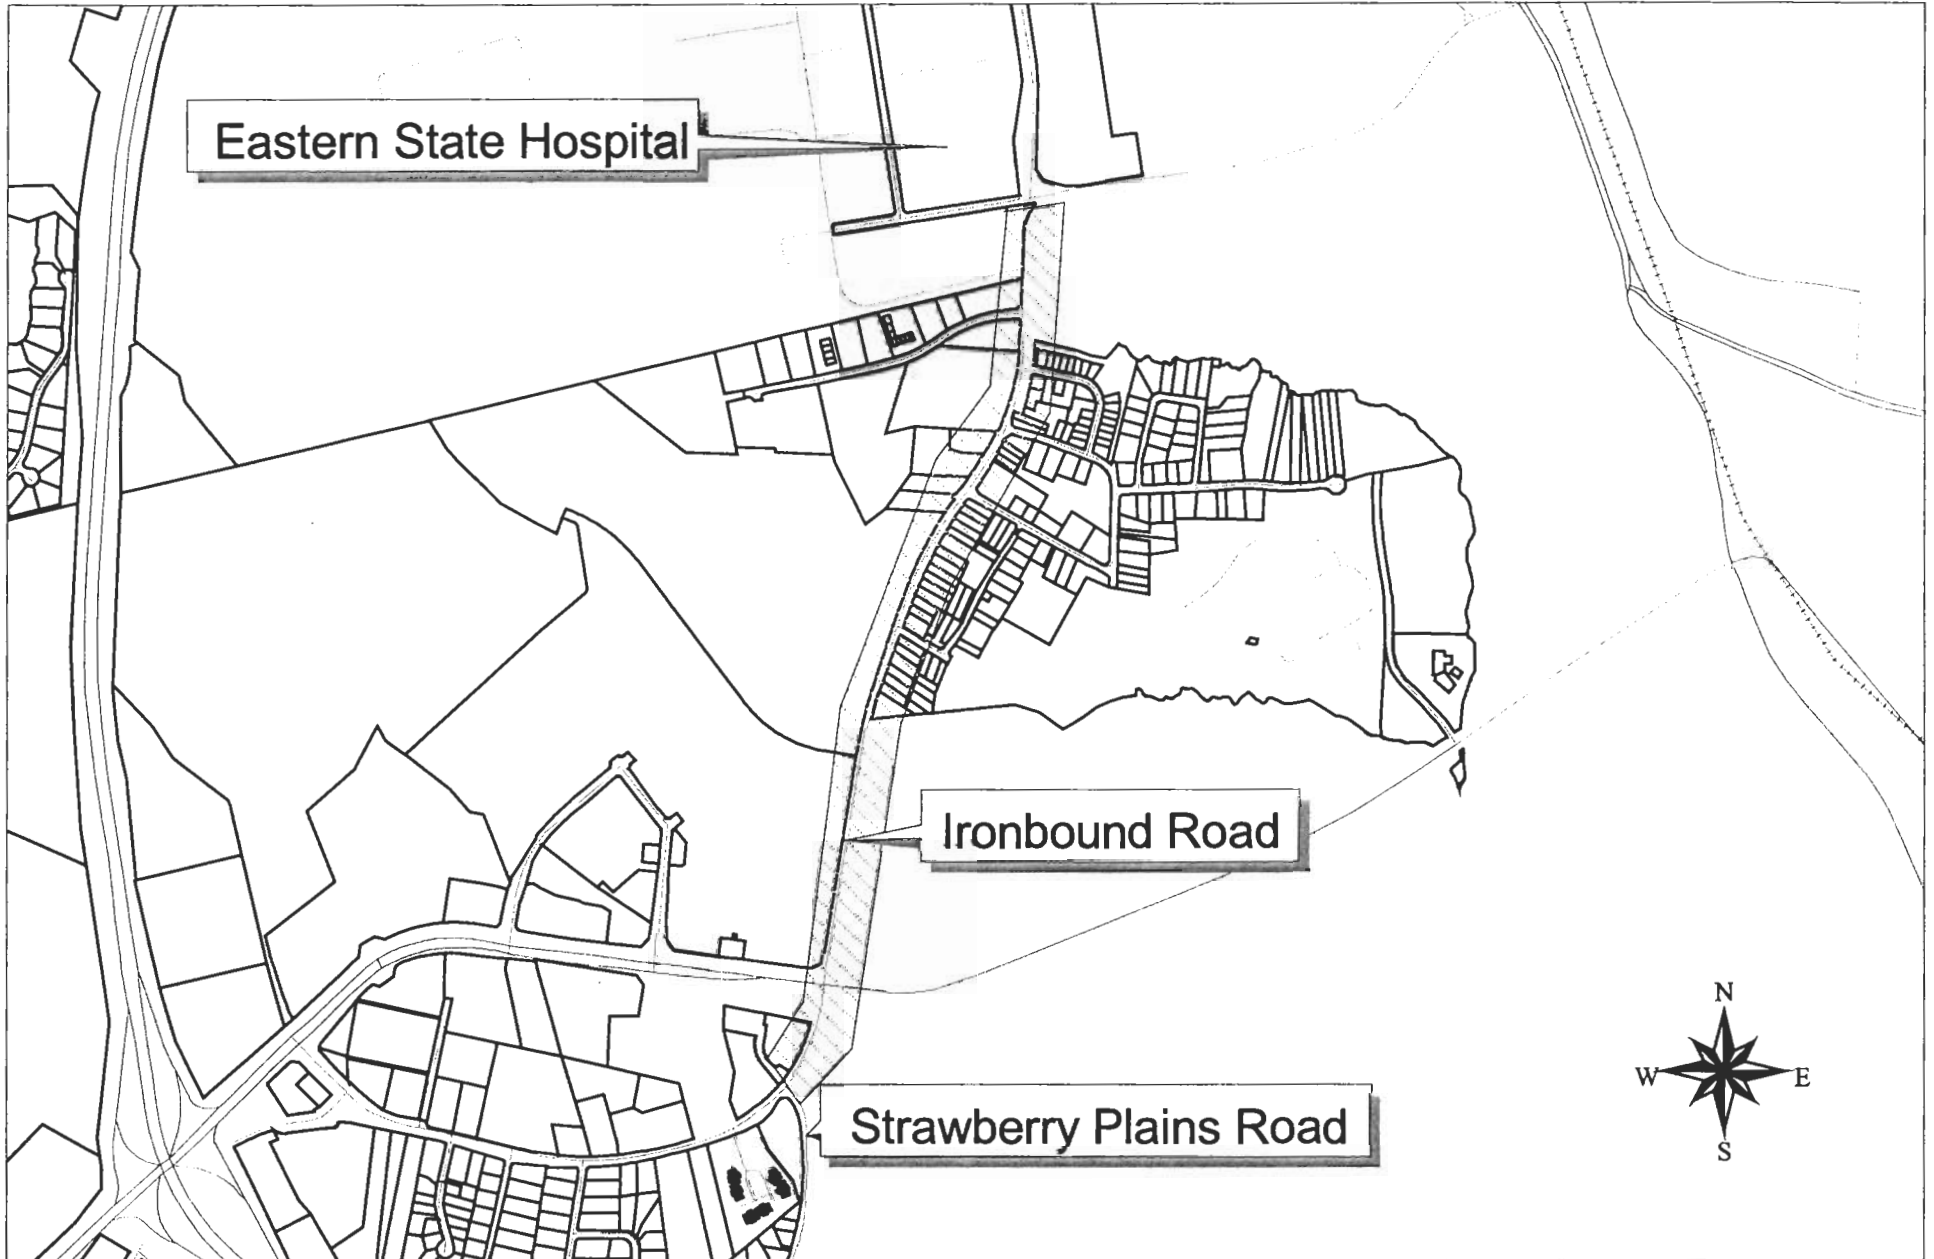 Eastern State Hospital
Ironbound Road
Strawberry Plains Road
N
W E
S